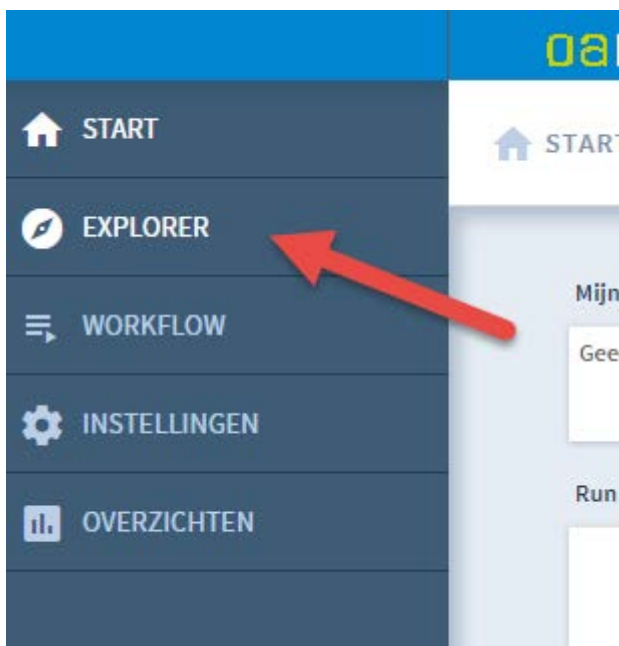 START
EXPLORER
WORKFLOW
INSTELLINGEN
OVERZICHTEN
START
Mijn
Gee
Run